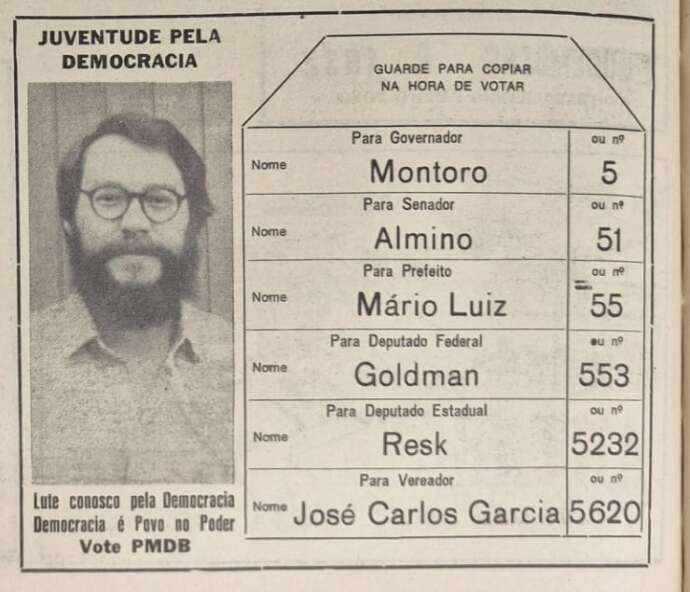 JUVENTUDE PELA
DEMOCRACIA
Lute conosco pela Democracia
Democracia é Povo no Poder
Vote PMDB
GUARDE PARA COPIAR
NA HORA DE VOTAR
Para Governador ou nº
Nome Montoro 5
Para Senador ou nº
Nome Almino 51
Para Prefeito ou nº
Nome Mário Luiz 55
Para Deputado Federal ou nº
Nome Goldman 553
Para Deputado Estadual ou nº
Nome Resk 5232
Para Vereador ou nº
Nome José Carlos Garcia 5620